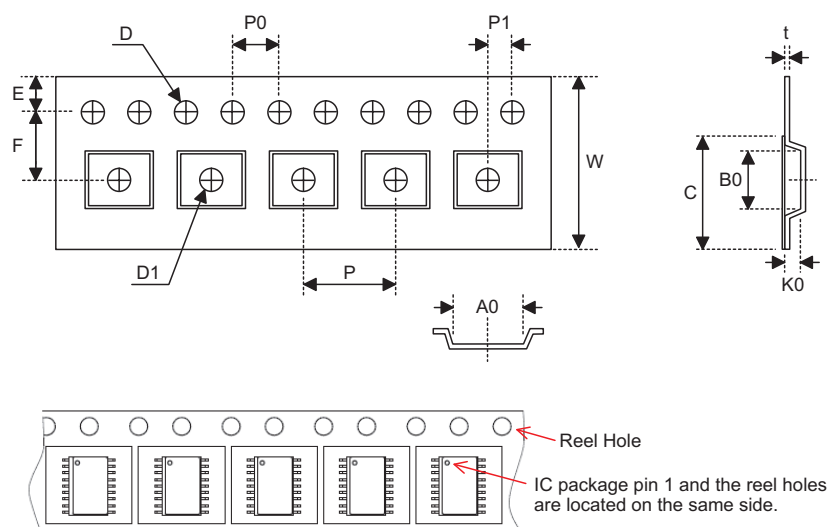 P0
P1
t
D
E
F
W
C
B0
D1
P
K0
A0
Reel Hole
IC package pin 1 and the reel holes
are located on the same side.